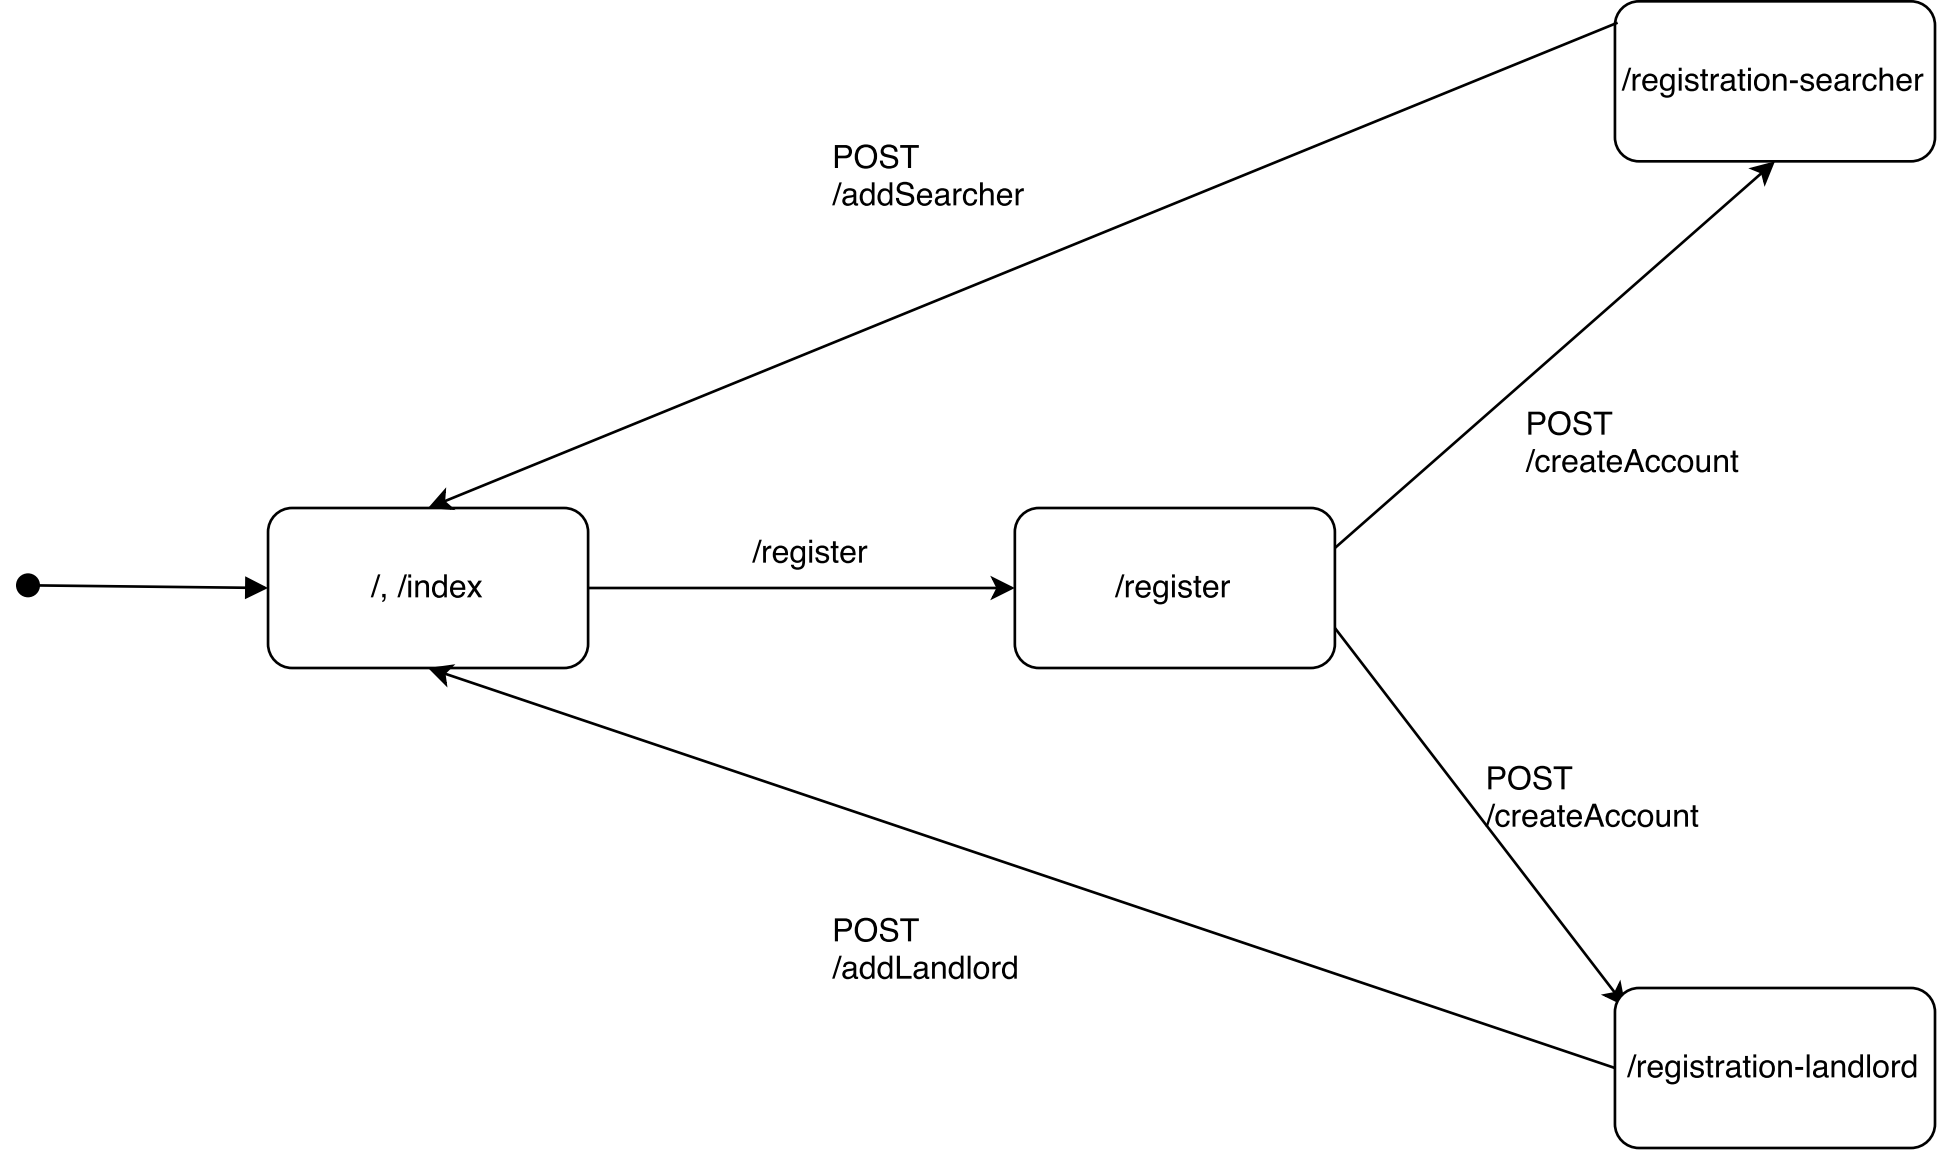 /registration-searcher
POST
/addSearcher
POST
/createAccount
/register
/, /index
/register
POST
/createAccount
POST
/addLandlord
/registration-landlord